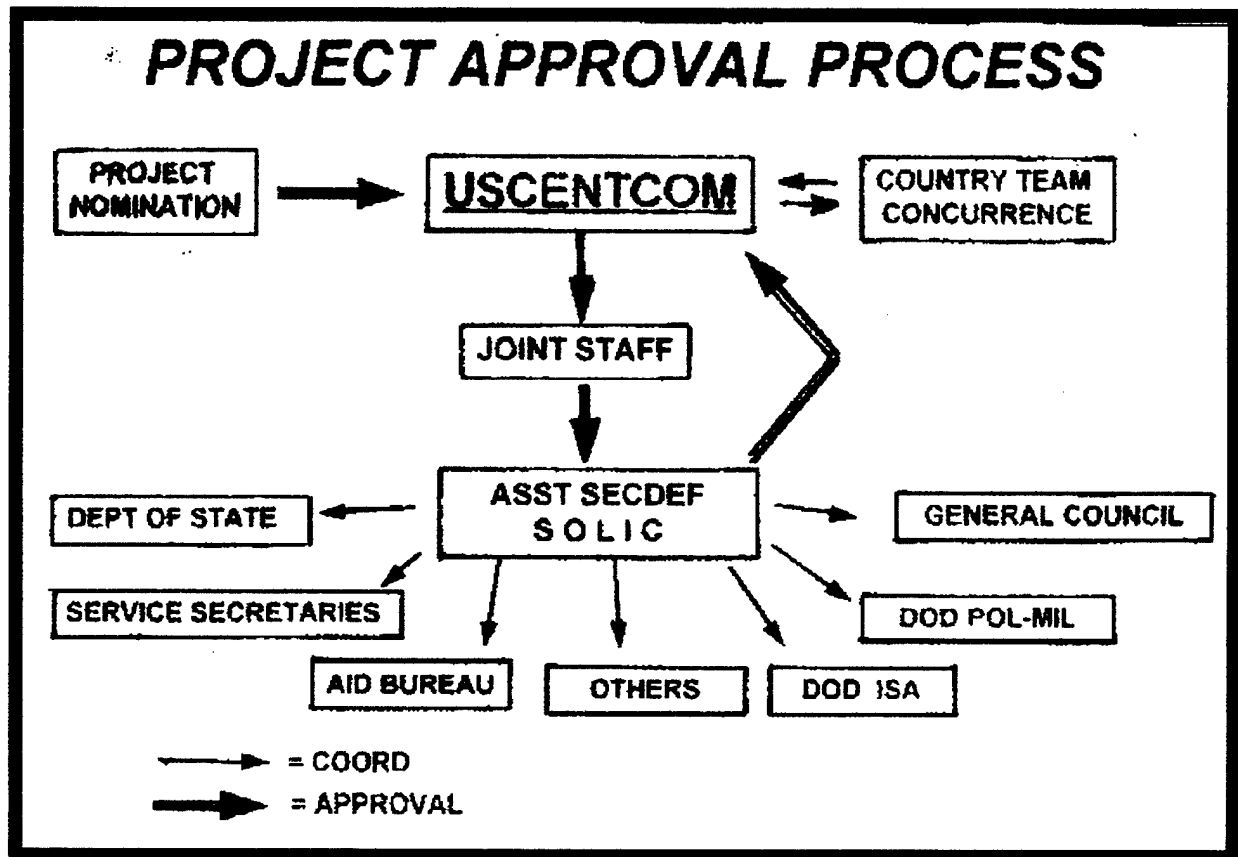 PROJECT APPROVAL PROCESS
PROJECT
NOMINATION
USCENTCOM
COUNTRY TEAM
CONCURRENCE
JOINT STAFF
ASST SECDEF
S O L I C
DEPT OF STATE
GENERAL COUNCIL
SERVICE SECRETARIES
DOD POL-MIL
AID BUREAU
OTHERS
DOD ISA
= COORD
= APPROVAL